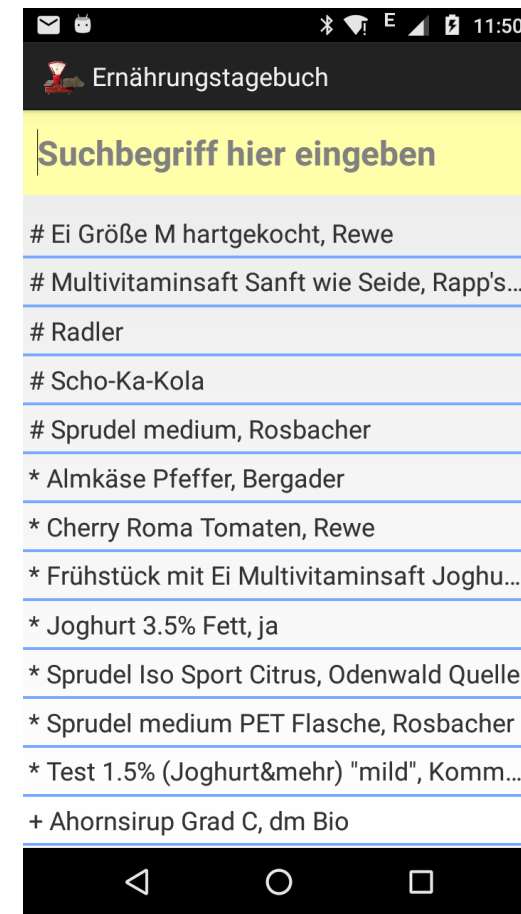 E 11:50
Ernährungstagebuch
Suchbegriff hier eingeben
# Ei Größe M hartgekocht, Rewe
# Multivitaminsaft Sanft wie Seide, Rapp's...
# Radler
# Scho-Ka-Kola
# Sprudel medium, Rosbacher
* Almkäse Pfeffer, Bergader
* Cherry Roma Tomaten, Rewe
* Frühstück mit Ei Multivitaminsaft Joghu...
* Joghurt 3.5% Fett, ja
* Sprudel Iso Sport Citrus, Odenwald Quelle
* Sprudel medium PET Flasche, Rosbacher
* Test 1.5% (Joghurt&mehr) "mild", Komm...
+ Ahornsirup Grad C, dm Bio